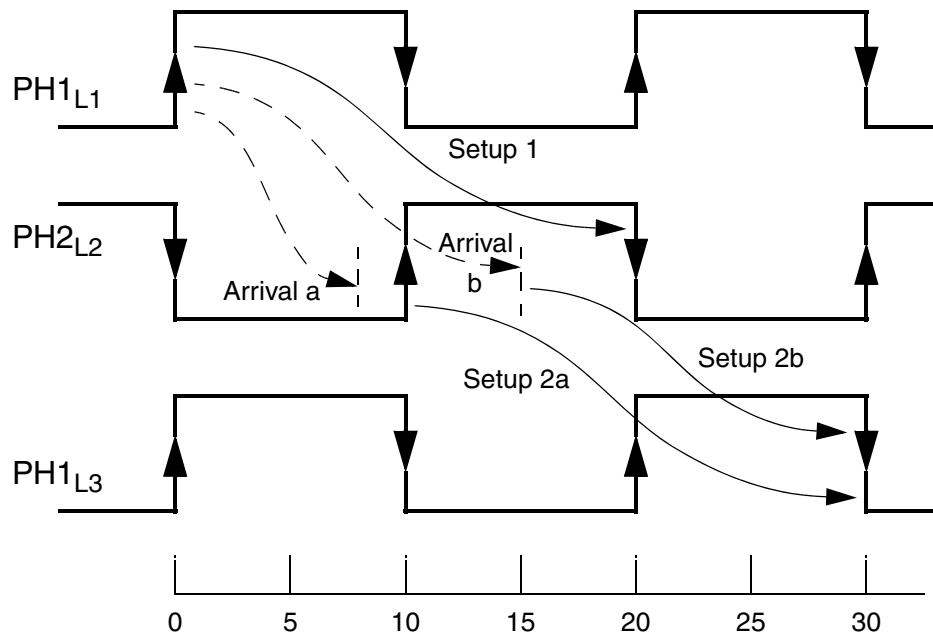 PH1L1
Setup 1
PH2L2
Arrival
b
Arrival a
Setup 2b
Setup 2a
PH1L3
0 5 10 15 20 25 30